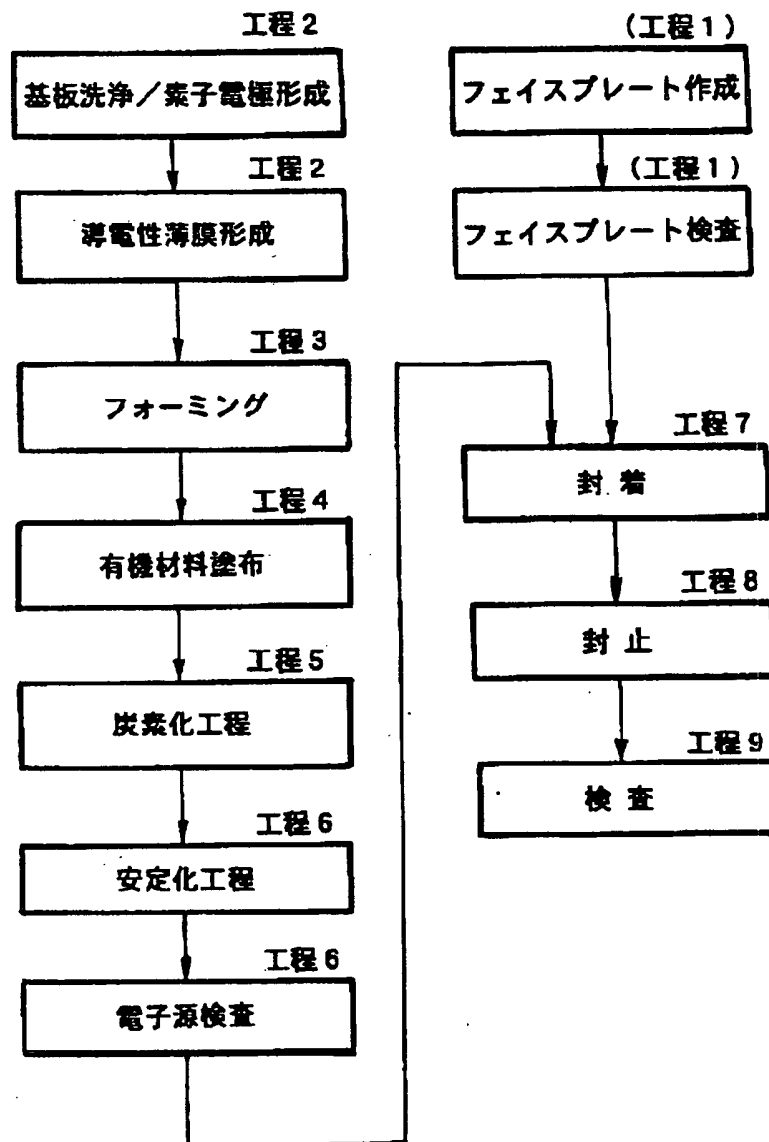 工程2
基板洗浄／素子電極形成
工程2
導電性薄膜形成
工程3
フォーミング
工程4
有機材料塗布
工程5
炭素化工程
工程6
安定化工程
工程6
電子源検査
(工程1)
フェイスプレート作成
(工程1)
フェイスプレート検査
工程7
封着
工程8
封止
工程9
検査